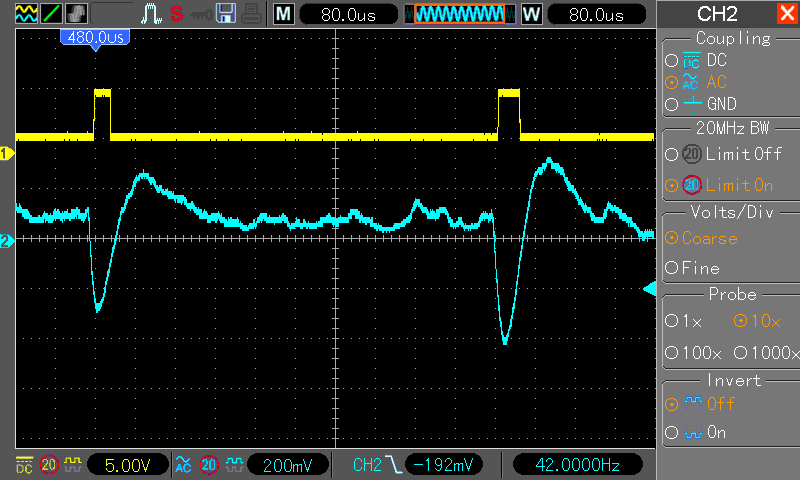 S M 80.0us W 80.0us CH2
480.0us
Coupling
DC
AC
GND
20MHz BW
20 Limit Off
20 Limit On
Volts/Div
Coarse
Fine
Probe
1x 10x
100x 1000x
Invert
Off
On
1
2
DC 20 5.00V AC 20 200mV CH2 -192mV 42.0000Hz